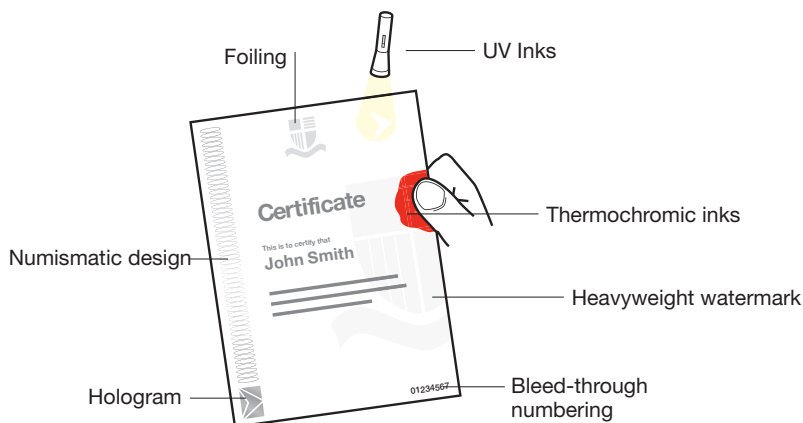 Foiling
UV Inks
Certificate
This is to certify that
John Smith
Thermochromic inks
Numismatic design
Heavyweight watermark
Hologram
01234567
Bleed-through
numbering